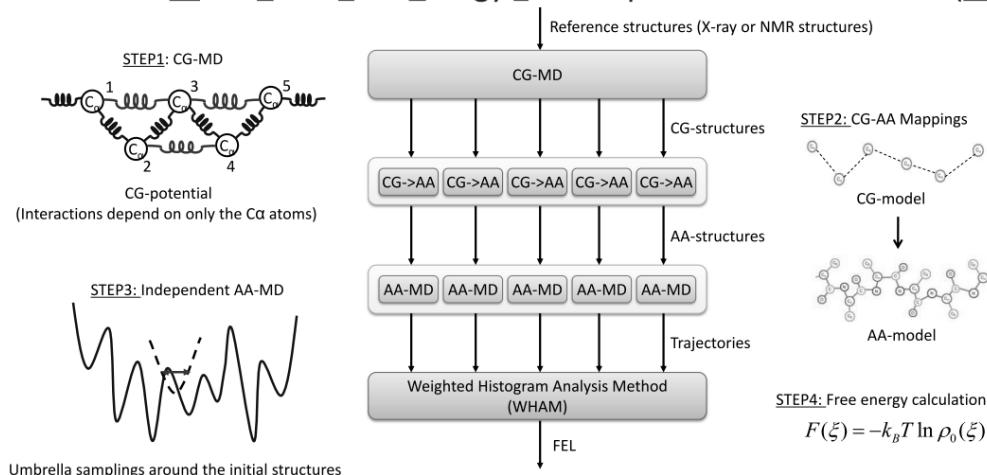 Reference structures (X-ray or NMR structures)
STEP1: CG-MD
1 3 5
Cα Cα Cα
Cα Cα
2 4
CG-potential
(Interactions depend on only the Cα atoms)
CG-MD
CG-structures
CG->AA CG->AA CG->AA CG->AA CG->AA
AA-structures
AA-MD AA-MD AA-MD AA-MD AA-MD
Trajectories
Weighted Histogram Analysis Method
(WHAM)
FEL
STEP2: CG-AA Mappings
CG-model
AA-model
STEP3: Independent AA-MD
Umbrella samplings around the initial structures
STEP4: Free energy calculation
F(ξ) = −k_B T ln ρ_0(ξ)